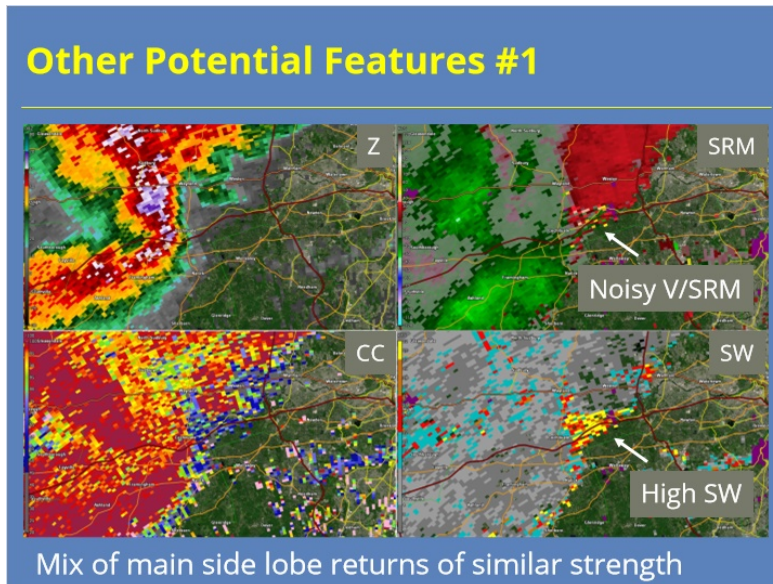 Other Potential Features #1
Z
SRM
Noisy V/SRM
CC
SW
High SW
Mix of main side lobe returns of similar strength